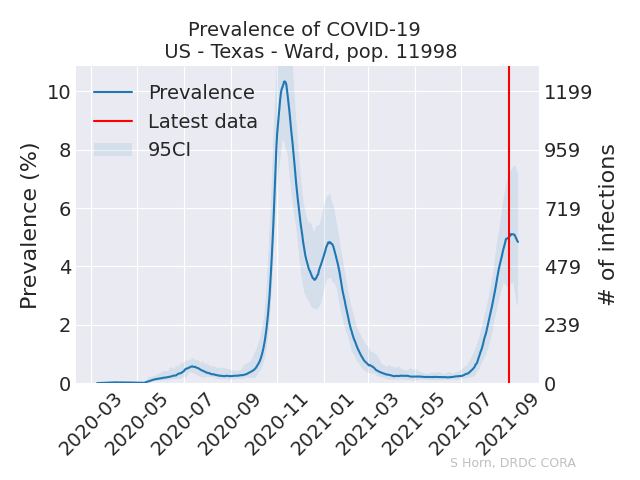 Prevalence of COVID-19
US - Texas - Ward, pop. 11998
Prevalence
Latest data
95CI
Prevalence (%)
10
8
6
4
2
0
1199
959
719
479
239
0
# of infections
2020-03
2020-05
2020-07
2020-09
2020-11
2021-01
2021-03
2021-05
2021-07
2021-09
S Horn, DRDC CORA